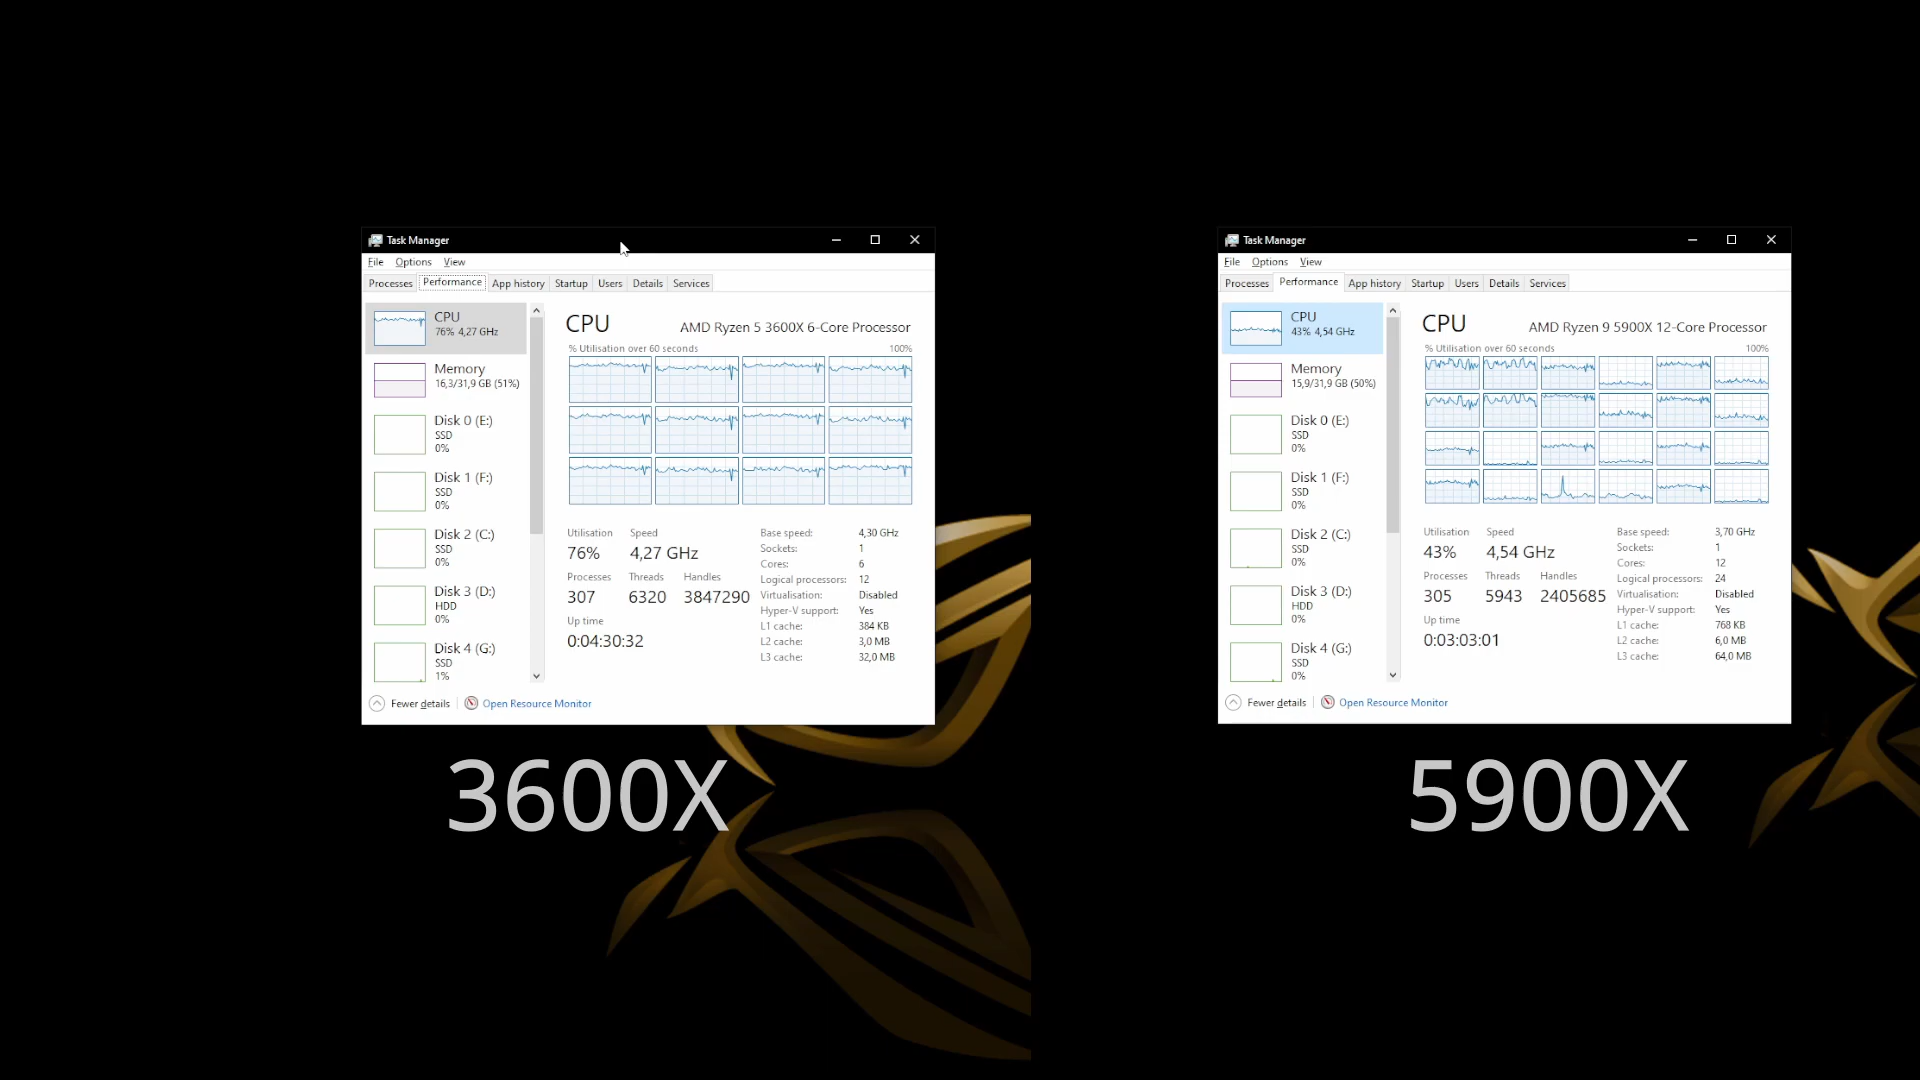 Task Manager
File Options View
Processes Performance App history Startup Users Details Services
CPU
76% 4,27 GHz
Memory
16,3/31,9 GB (51%)
Disk 0 (E:)
SSD
0%
Disk 1 (F:)
SSD
0%
Disk 2 (C:)
SSD
0%
Disk 3 (D:)
HDD
0%
Disk 4 (G:)
SSD
1%
CPU AMD Ryzen 5 3600X 6-Core Processor
% Utilisation over 60 seconds 100%
Utilisation Speed
76% 4,27 GHz
Processes Threads Handles
307 6320 3847290
Up time
0:04:30:32
Base speed: 4,30 GHz
Sockets: 1
Cores: 6
Logical processors: 12
Virtualisation: Disabled
Hyper-V support: Yes
L1 cache: 384 KB
L2 cache: 3,0 MB
L3 cache: 32,0 MB
Fewer details Open Resource Monitor
3600X
Task Manager
File Options View
Processes Performance App history Startup Users Details Services
CPU
43% 4,54 GHz
Memory
15,9/31,9 GB (50%)
Disk 0 (E:)
SSD
0%
Disk 1 (F:)
SSD
0%
Disk 2 (C:)
SSD
0%
Disk 3 (D:)
HDD
0%
Disk 4 (G:)
SSD
0%
CPU AMD Ryzen 9 5900X 12-Core Processor
% Utilisation over 60 seconds 100%
Utilisation Speed
43% 4,54 GHz
Processes Threads Handles
305 5943 2405685
Up time
0:03:03:01
Base speed: 3,70 GHz
Sockets: 1
Cores: 12
Logical processors: 24
Virtualisation: Disabled
Hyper-V support: Yes
L1 cache: 768 KB
L2 cache: 6,0 MB
L3 cache: 64,0 MB
Fewer details Open Resource Monitor
5900X